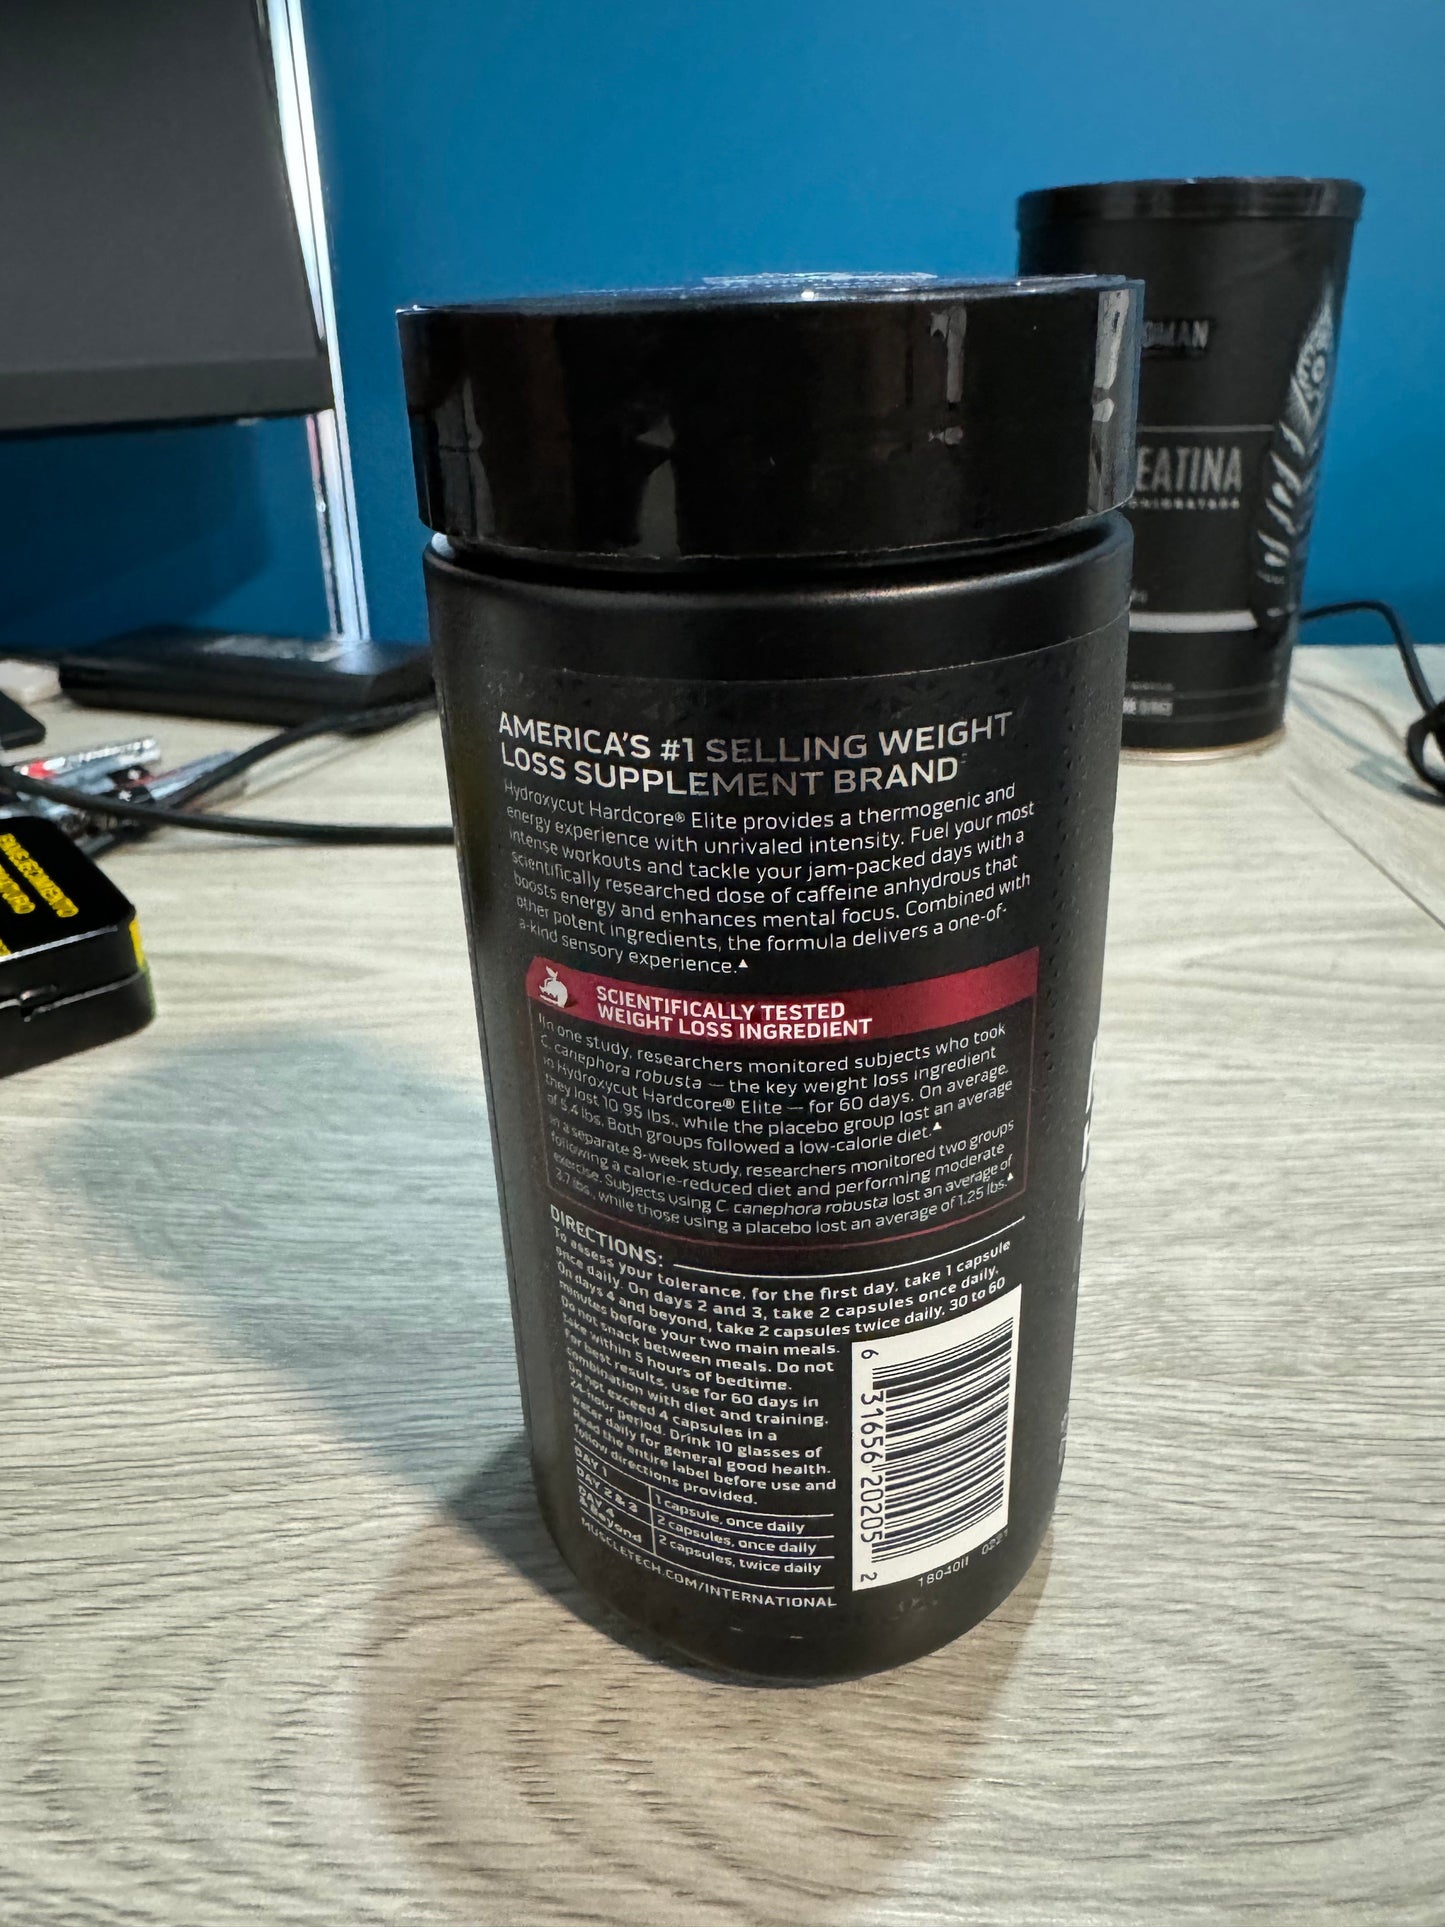 AMERICA'S #1 SELLING WEIGHT
LOSS SUPPLEMENT BRAND
Hydroxycut Hardcore® Elite provides a thermogenic and
energy experience with unrivaled intensity. Fuel your most
intense workouts and tackle your jam-packed days with a
scientifically researched dose of caffeine anhydrous that
boosts energy and enhances mental focus. Combined with
other potent ingredients, the formula delivers a one-of-
a-kind sensory experience.▲
SCIENTIFICALLY TESTED
WEIGHT LOSS INGREDIENT
In one study, researchers monitored subjects who took
C. canephora robusta — the key weight loss ingredient
in Hydroxycut Hardcore® Elite — for 60 days. On average,
they lost 10.95 lbs., while the placebo group lost an average
of 5.4 lbs. Both groups followed a low-calorie diet.▲
In a separate 8-week study, researchers monitored two groups
following a calorie-reduced diet and performing moderate
exercise. Subjects using C. canephora robusta lost an average of
3.7 lbs., while those using a placebo lost an average of 1.25 lbs.▲
DIRECTIONS:
To assess your tolerance, for the first day, take 1 capsule
once daily. On days 2 and 3, take 2 capsules once daily.
On days 4 and beyond, take 2 capsules twice daily, 30 to 60
minutes before your two main meals.
Do not snack between meals. Do not
take within 5 hours of bedtime.
For best results, use for 60 days in
combination with diet and training.
Do not exceed 4 capsules in a
24-hour period. Drink 10 glasses of
water daily for general good health.
Read the entire label before use and
follow directions provided.
DAY 1 1 capsule, once daily
DAY 2 & 3 2 capsules, once daily
DAY 4
& Beyond 2 capsules, twice daily
MUSCLETECH.COM/INTERNATIONAL
6 31656 20205 2
1804011 022
OMAN
EATINA